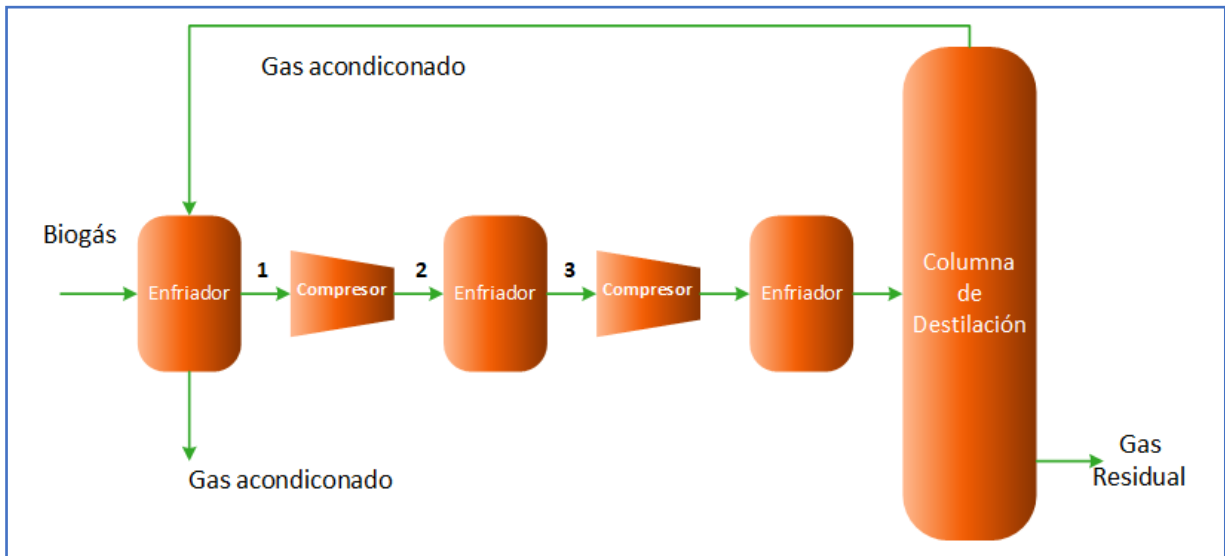 Gas acondiconado
Biogás
Enfriador
1
Compresor
2
Enfriador
3
Compresor
Enfriador
Columna
de
Destilación
Gas acondiconado
Gas
Residual